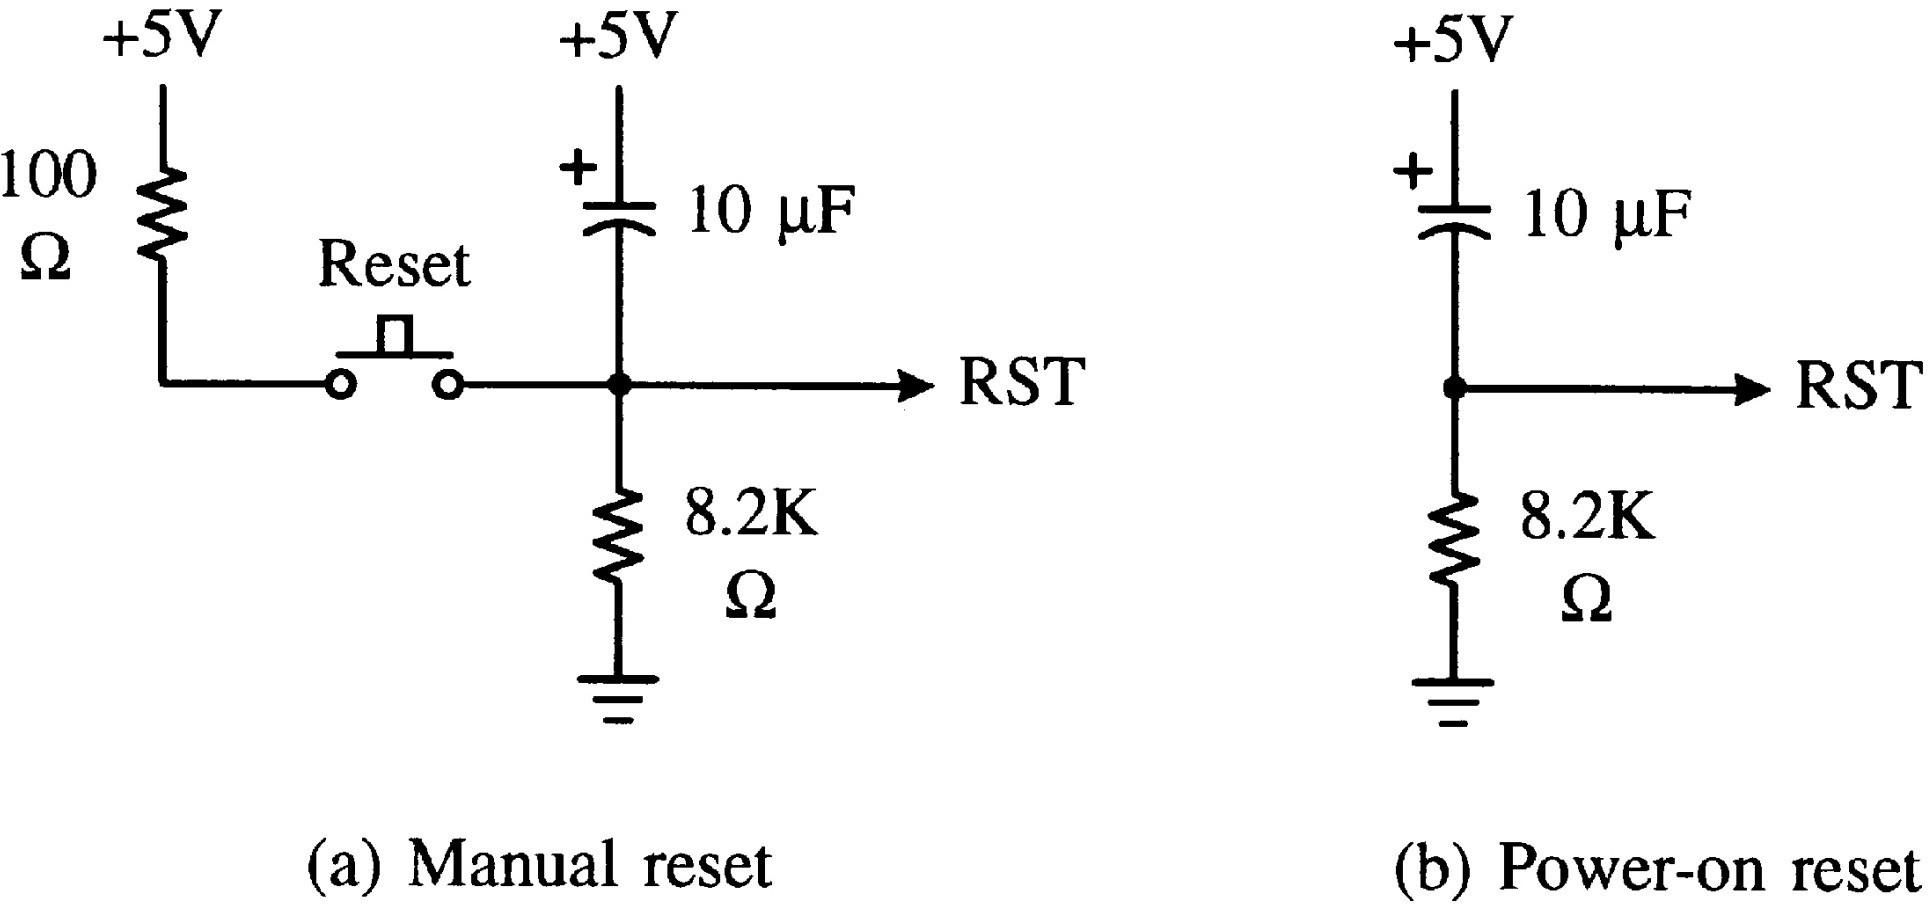 +5V
100
Ω
Reset
+5V
+
10 µF
RST
8.2K
Ω
(a) Manual reset
+5V
+
10 µF
RST
8.2K
Ω
(b) Power-on reset